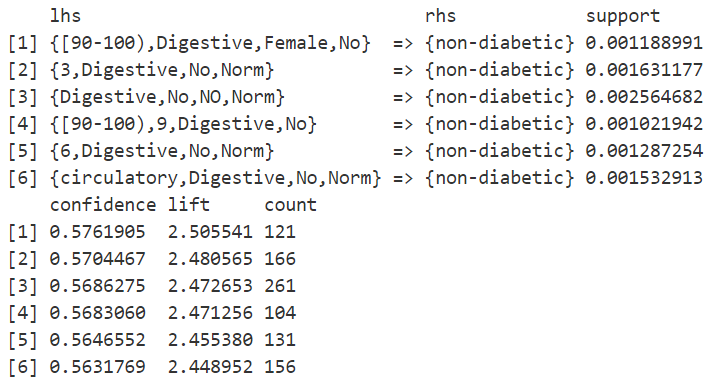 lhs rhs support
[1] {[90-100),Digestive,Female,No} => {non-diabetic} 0.001188991
[2] {3,Digestive,No,Norm} => {non-diabetic} 0.001631177
[3] {Digestive,No,NO,Norm} => {non-diabetic} 0.002564682
[4] {[90-100),9,Digestive,No} => {non-diabetic} 0.001021942
[5] {6,Digestive,No,Norm} => {non-diabetic} 0.001287254
[6] {circulatory,Digestive,No,Norm} => {non-diabetic} 0.001532913
confidence lift count
[1] 0.5761905 2.505541 121
[2] 0.5704467 2.480565 166
[3] 0.5686275 2.472653 261
[4] 0.5683060 2.471256 104
[5] 0.5646552 2.455380 131
[6] 0.5631769 2.448952 156